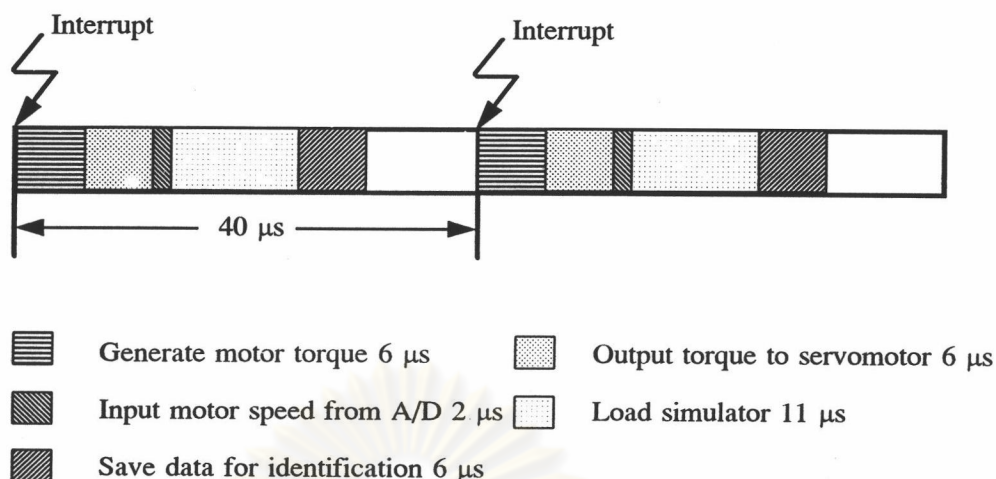 Interrupt
Interrupt
40 μs
Generate motor torque 6 μs
Output torque to servomotor 6 μs
Input motor speed from A/D 2 μs
Load simulator 11 μs
Save data for identification 6 μs